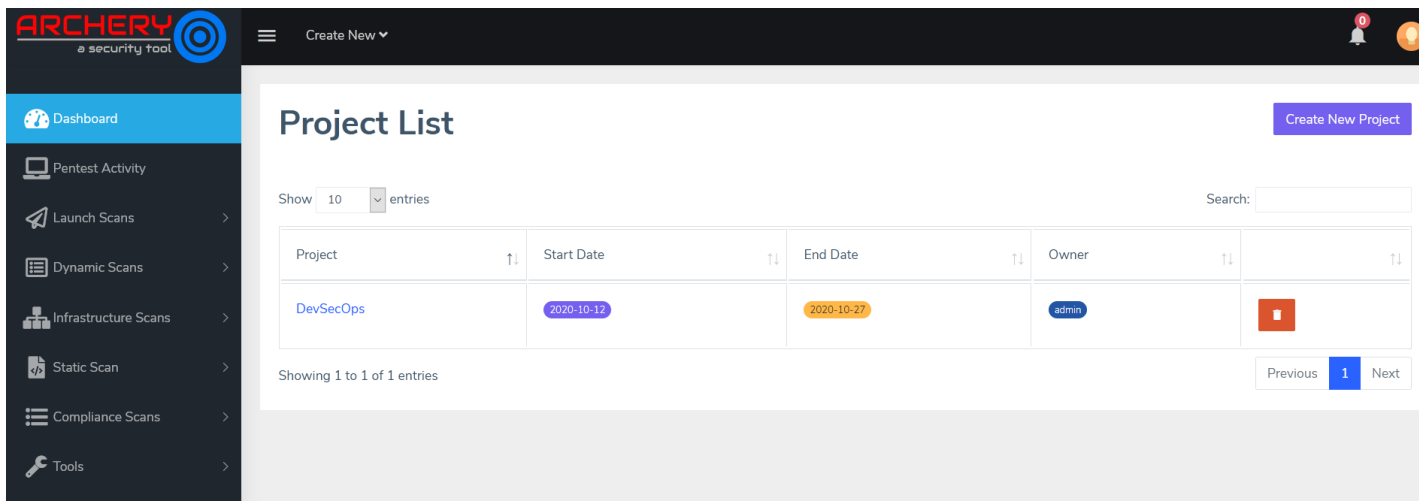 ARCHERY
a security tool
Create New
0
Dashboard
Pentest Activity
Launch Scans
Dynamic Scans
Infrastructure Scans
Static Scan
Compliance Scans
Tools
Project List
Create New Project
Show 10 entries
Search:
Project Start Date End Date Owner
DevSecOps 2020-10-12 2020-10-27 admin
Showing 1 to 1 of 1 entries
Previous 1 Next